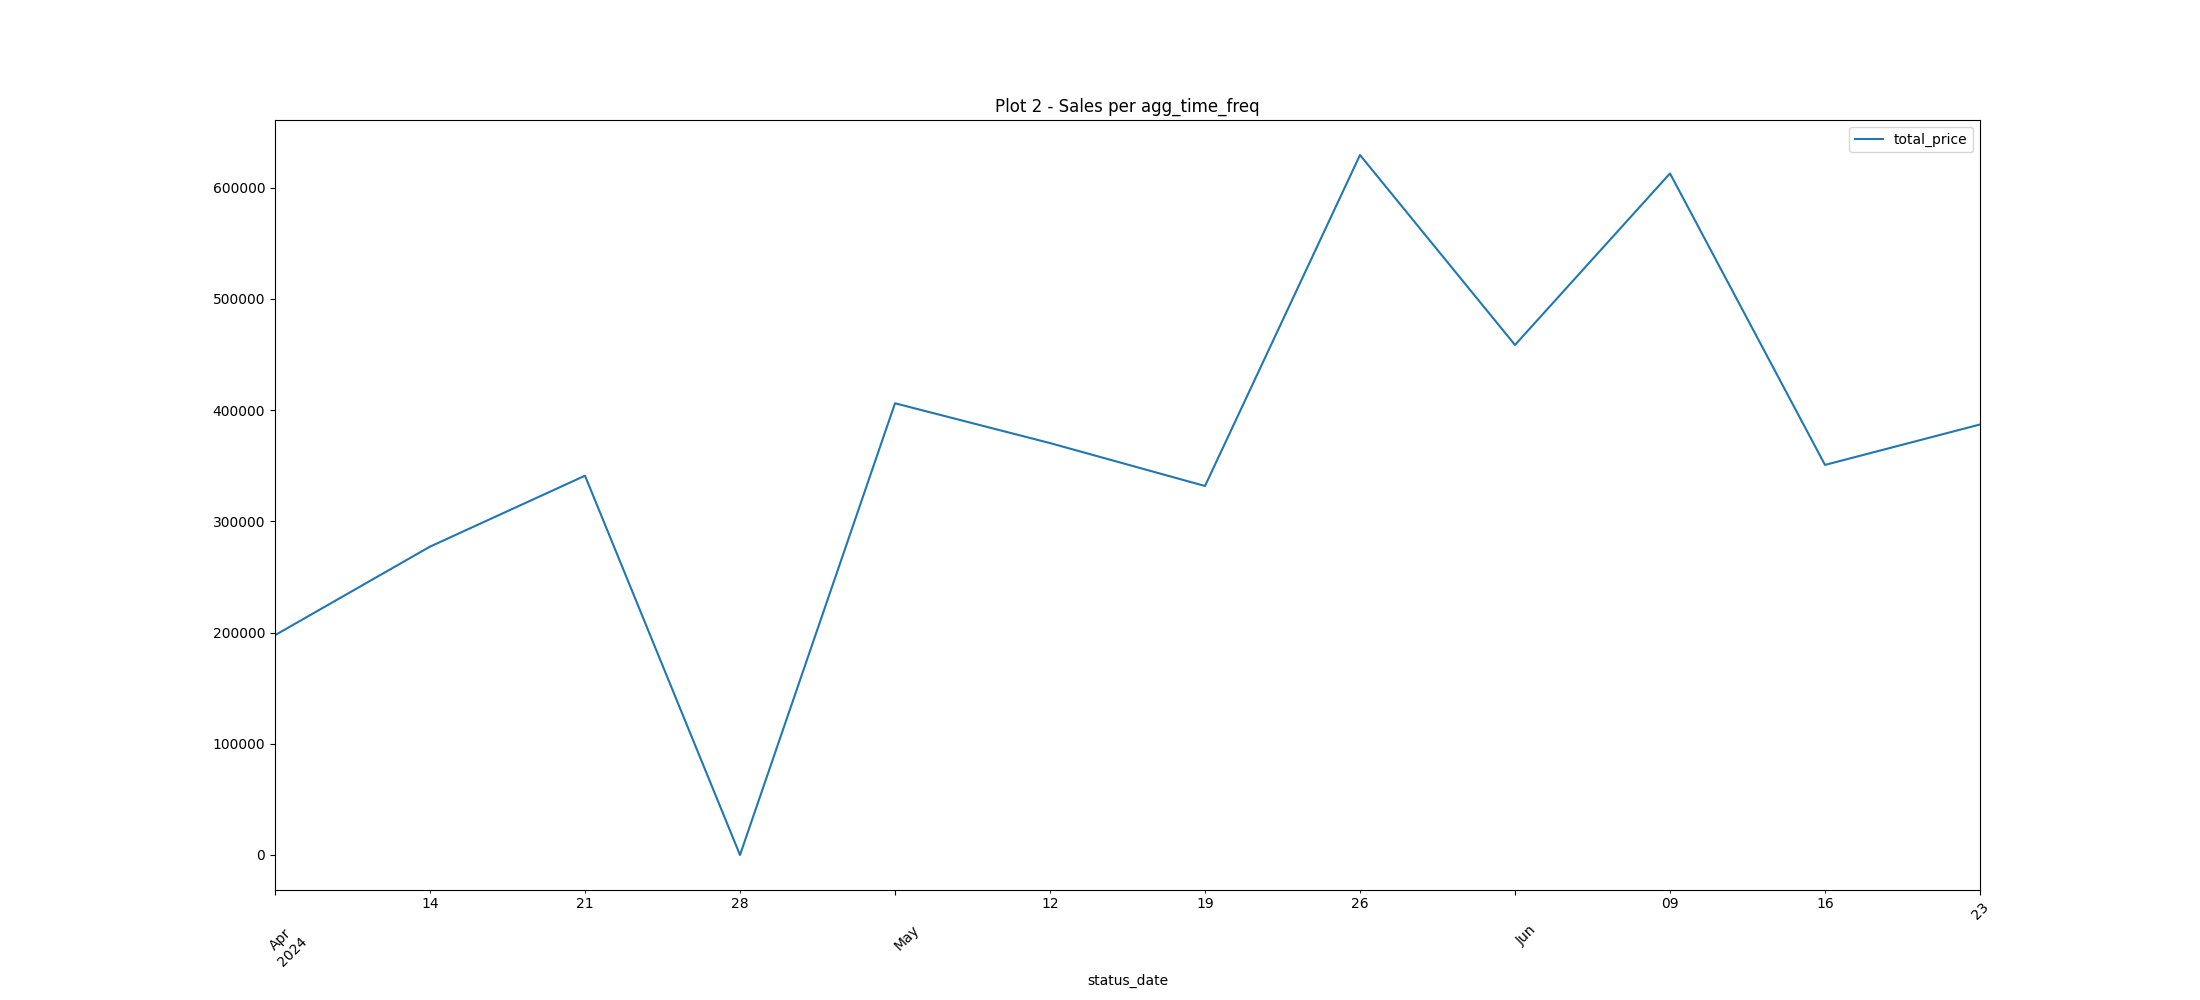 Plot 2 - Sales per agg_time_freq
total_price
600000
500000
400000
300000
200000
100000
0
14
21
28
12
19
26
09
16
23
Apr
2024
May
Jun
status_date